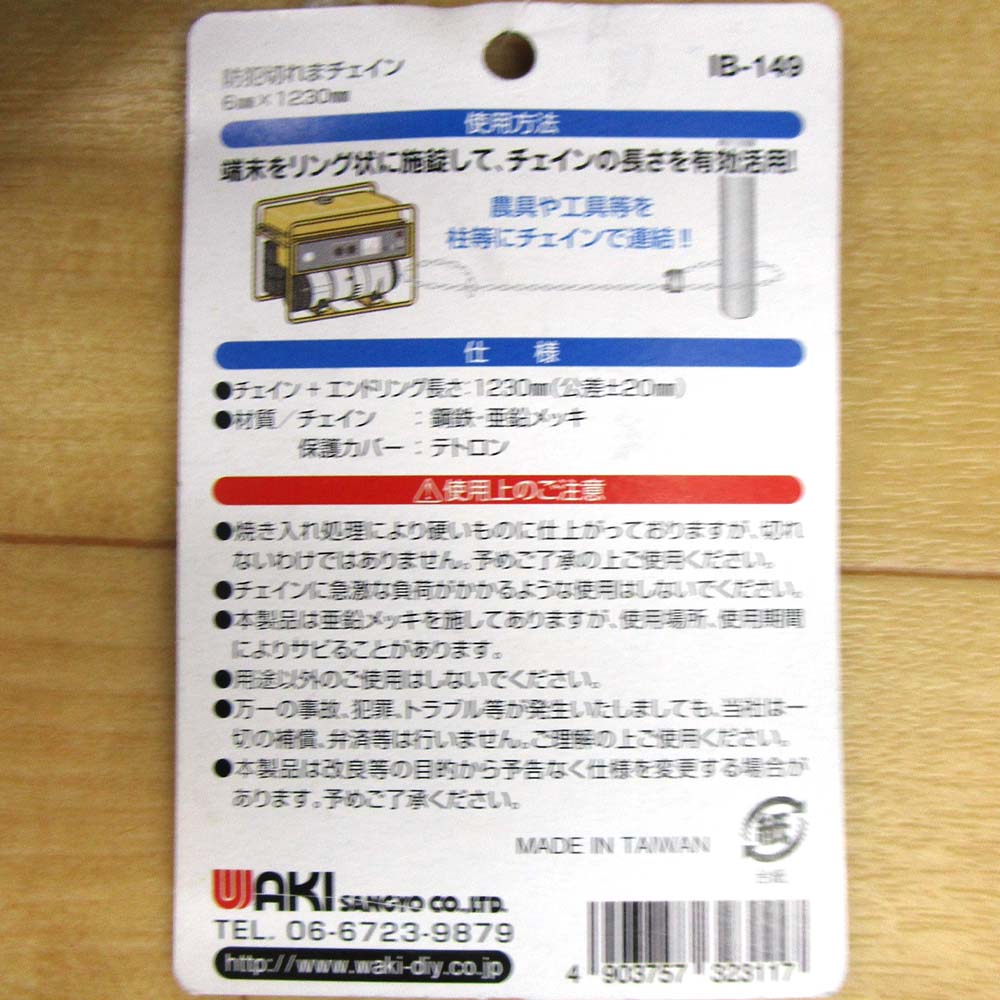 防犯切れまチェイン
6㎜×1230㎜
IB-149
使用方法
端末をリング状に施錠して、チェインの長さを有効活用!
農具や工具等を
柱等にチェインで連結!!
仕 様
●チェイン + エンドリング長さ:1230㎜(公差±20㎜)
●材質/チェイン :鋼鉄・亜鉛メッキ
保護カバー:テトロン
⚠使用上のご注意
●焼き入れ処理により硬いものに仕上がっておりますが、切れ
ないわけではありません。予めご了承の上ご使用ください。
●チェインに急激な負荷がかかるような使用はしないでください。
●本製品は亜鉛メッキを施してありますが、使用場所、使用期間
によりサビることがあります。
●用途以外のご使用はしないでください。
●万一の事故、犯罪、トラブル等が発生いたしましても、当社は一
切の補償、弁済等は行いません。ご理解の上ご使用ください。
●本製品は改良等の目的から予告なく仕様を変更する場合が
あります。予めご了承ください。
MADE IN TAIWAN
紙
台紙
WAKI SANGYO CO.,LTD.
TEL. 06-6723-9879
http://www.waki-diy.co.jp
4 903757 323117